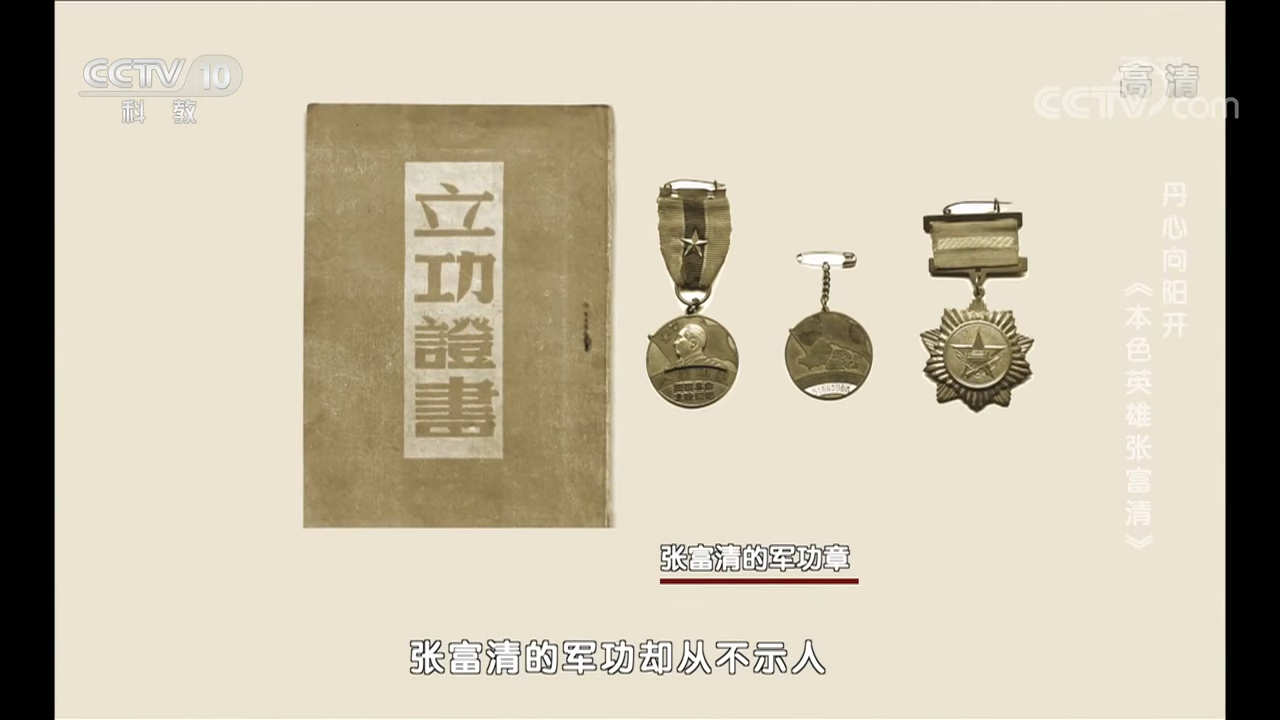 CCTV 10
科教
高清
CCTV.com
立功證書
丹心向阳开
《本色英雄张富清》
张富清的军功章
张富清的军功却从不示人